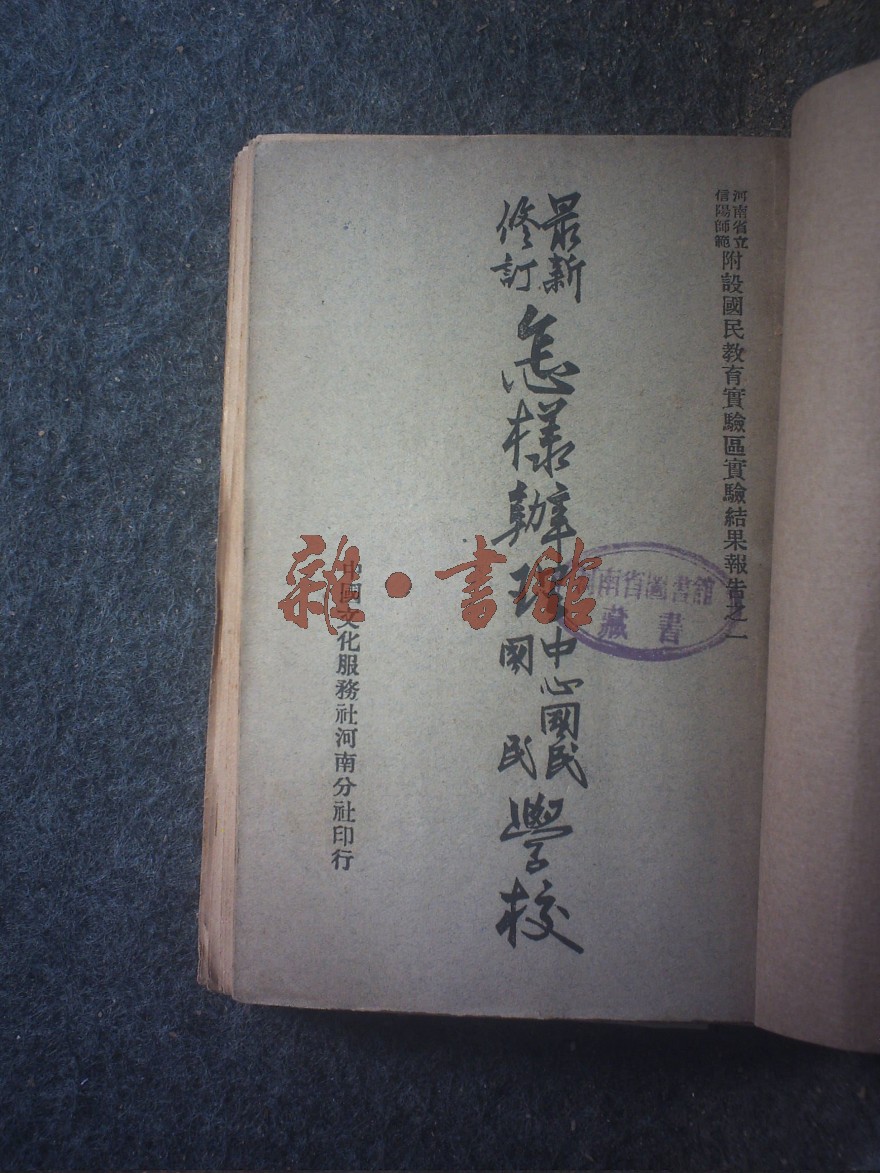 河南省立
信陽師範
附設國民教育實驗區實驗結果報告之一
最新
修訂
怎樣辦理
中心國民
國民
學校
中國文化服務社河南分社印行
河南省圖書館
藏書
雜·書館